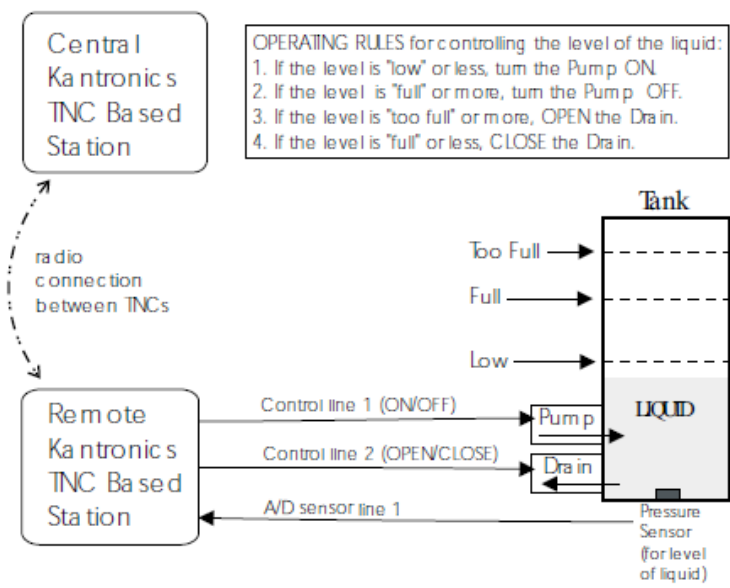 Central
Kantronics
TNC Based
Station
OPERATING RULES for controlling the level of the liquid:
1. If the level is "low" or less, turn the Pump ON.
2. If the level is "full" or more, turn the Pump OFF.
3. If the level is "too full" or more, OPEN the Drain.
4. If the level is "full" or less, CLOSE the Drain.
Tank
radio
connection
between TNCs
Too Full
Full
Low
Remote
Kantronics
TNC Based
Station
Control line 1 (ON/OFF)
Pump
LIQUID
Control line 2 (OPEN/CLOSE)
Drain
A/D sensor line 1
Pressure
Sensor
(for level
of liquid)